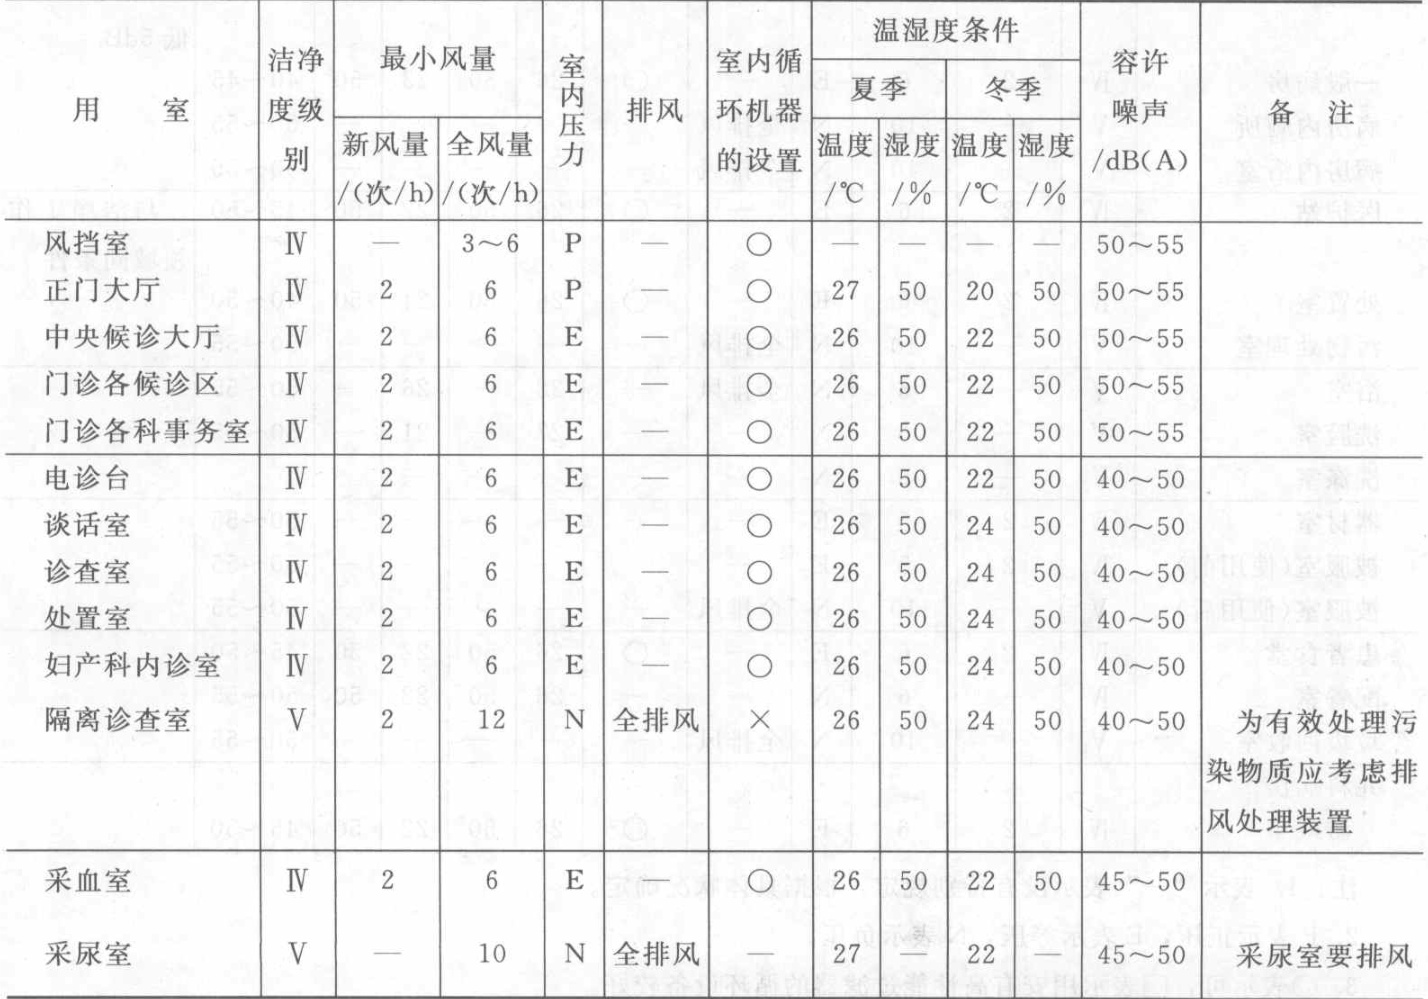 用 室 洁净度级别 最小风量 室内压力 排风 室内循环机器的设置 温湿度条件 容许噪声/dB(A) 备 注
新风量/(次/h) 全风量/(次/h) 夏季 冬季
温度/℃ 湿度/% 温度/℃ 湿度/%
风挡室 Ⅳ — 3～6 P — ○ — — — — 50～55
正门大厅 Ⅳ 2 6 P — ○ 27 50 20 50 50～55
中央候诊大厅 Ⅳ 2 6 E — ○ 26 50 22 50 50～55
门诊各候诊区 Ⅳ 2 6 E — ○ 26 50 22 50 50～55
门诊各科事务室 Ⅳ 2 6 E — ○ 26 50 22 50 50～55
电诊台 Ⅳ 2 6 E — ○ 26 50 22 50 40～50
谈话室 Ⅳ 2 6 E — ○ 26 50 24 50 40～50
诊查室 Ⅳ 2 6 E — ○ 26 50 24 50 40～50
处置室 Ⅳ 2 6 E — ○ 26 50 24 50 40～50
妇产科内诊室 Ⅳ 2 6 E — ○ 26 50 24 50 40～50
隔离诊查室 Ⅴ 2 12 N 全排风 × 26 50 24 50 40～50 为有效处理污
染物质应考虑排
风处理装置
采血室 Ⅳ 2 6 E — ○ 26 50 22 50 45～50
采尿室 Ⅴ — 10 N 全排风 — 27 — 22 — 45～50 采尿室要排风